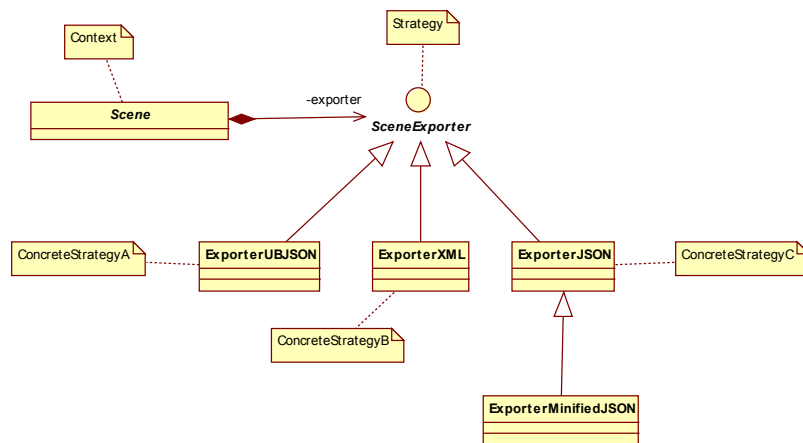 Strategy
Context
-exporter
Scene
SceneExporter
ConcreteStrategyA
ExporterUBJSON
ExporterXML
ExporterJSON
ConcreteStrategyC
ConcreteStrategyB
ExporterMinifiedJSON